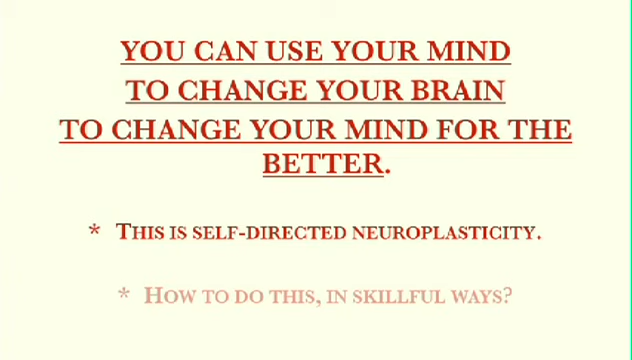 YOU CAN USE YOUR MIND
TO CHANGE YOUR BRAIN
TO CHANGE YOUR MIND FOR THE
BETTER.
* THIS IS SELF-DIRECTED NEUROPLASTICITY.
* HOW TO DO THIS, IN SKILLFUL WAYS?